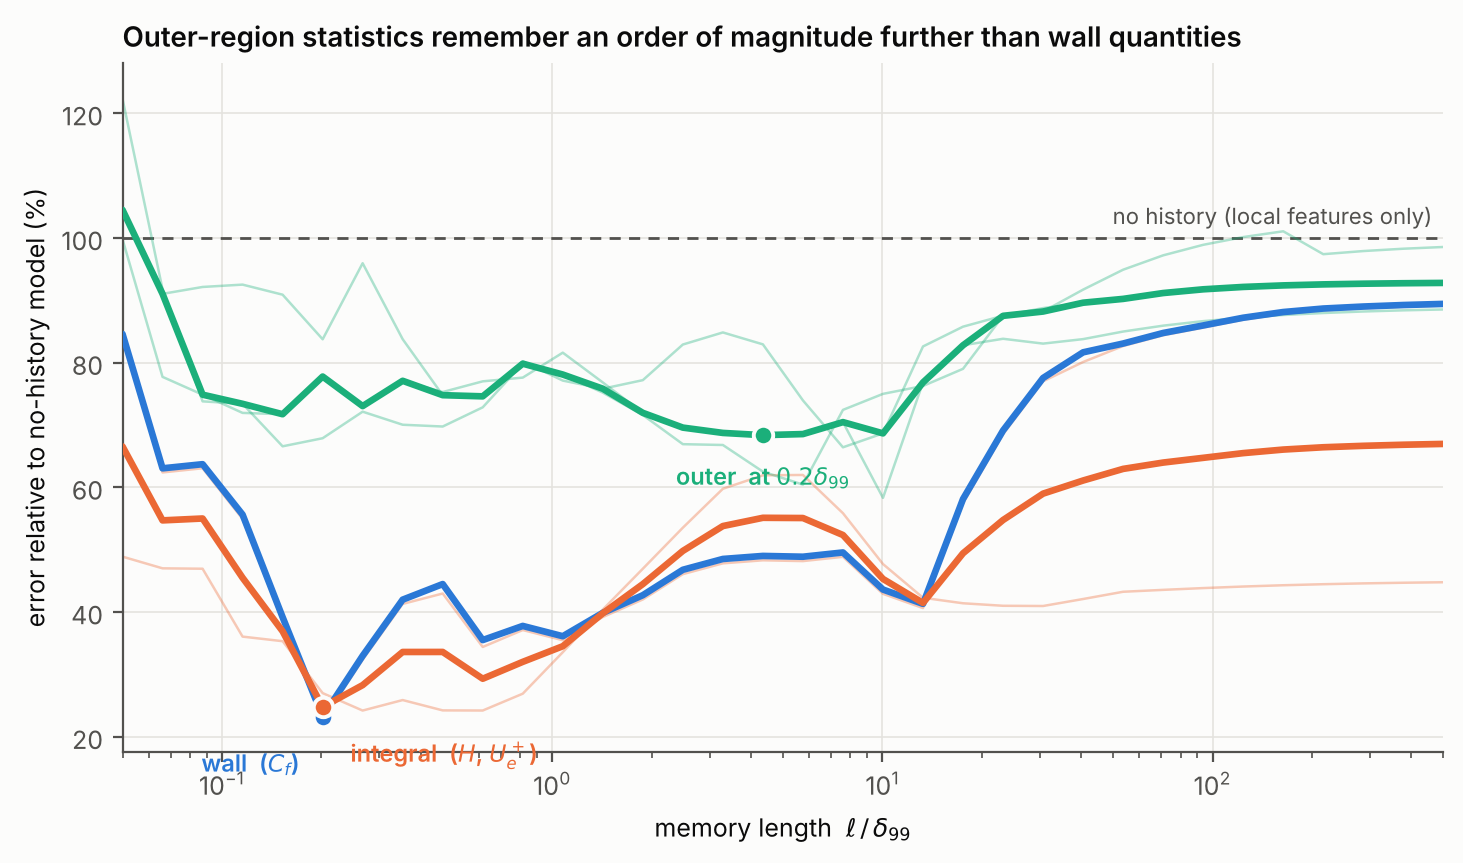 Outer-region statistics remember an order of magnitude further than wall quantities
error relative to no-history model (%)
120
100
80
60
40
20
no history (local features only)
outer at 0.2δ₉₉
wall (C_f)
integral (H, U_e^+)
10⁻¹
10⁰
10¹
10²
memory length ℓ/δ₉₉